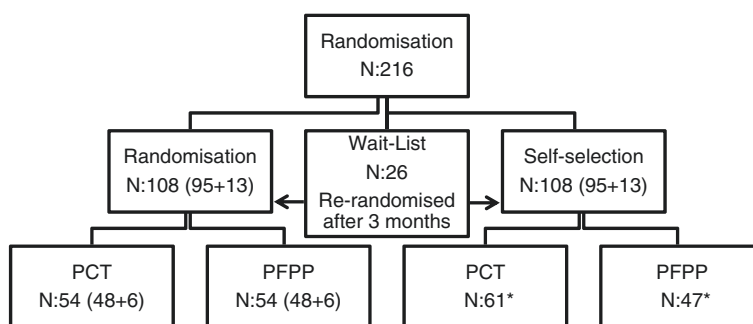 Randomisation
N:216
Randomisation
N:108 (95+13)
Wait-List
N:26
Re-randomised
after 3 months
Self-selection
N:108 (95+13)
PCT
N:54 (48+6)
PFPP
N:54 (48+6)
PCT
N:61*
PFPP
N:47*